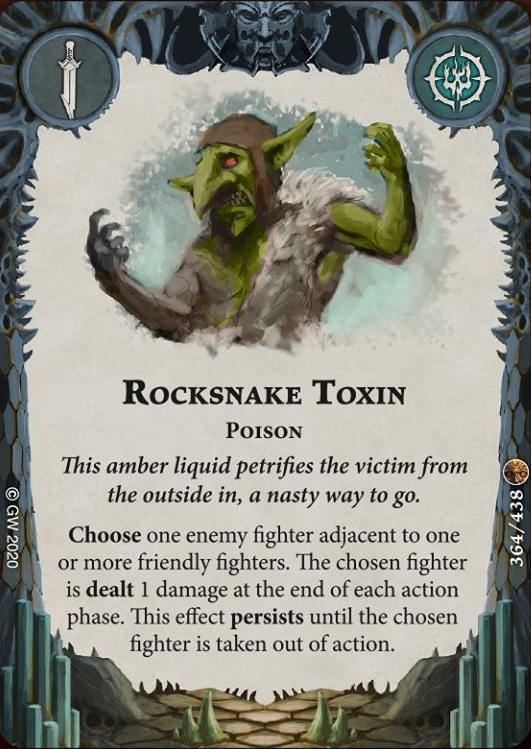 Rocksnake Toxin
Poison
This amber liquid petrifies the victim from
the outside in, a nasty way to go.
Choose one enemy fighter adjacent to one
or more friendly fighters. The chosen fighter
is dealt 1 damage at the end of each action
phase. This effect persists until the chosen
fighter is taken out of action.
© GW 2020
364/438